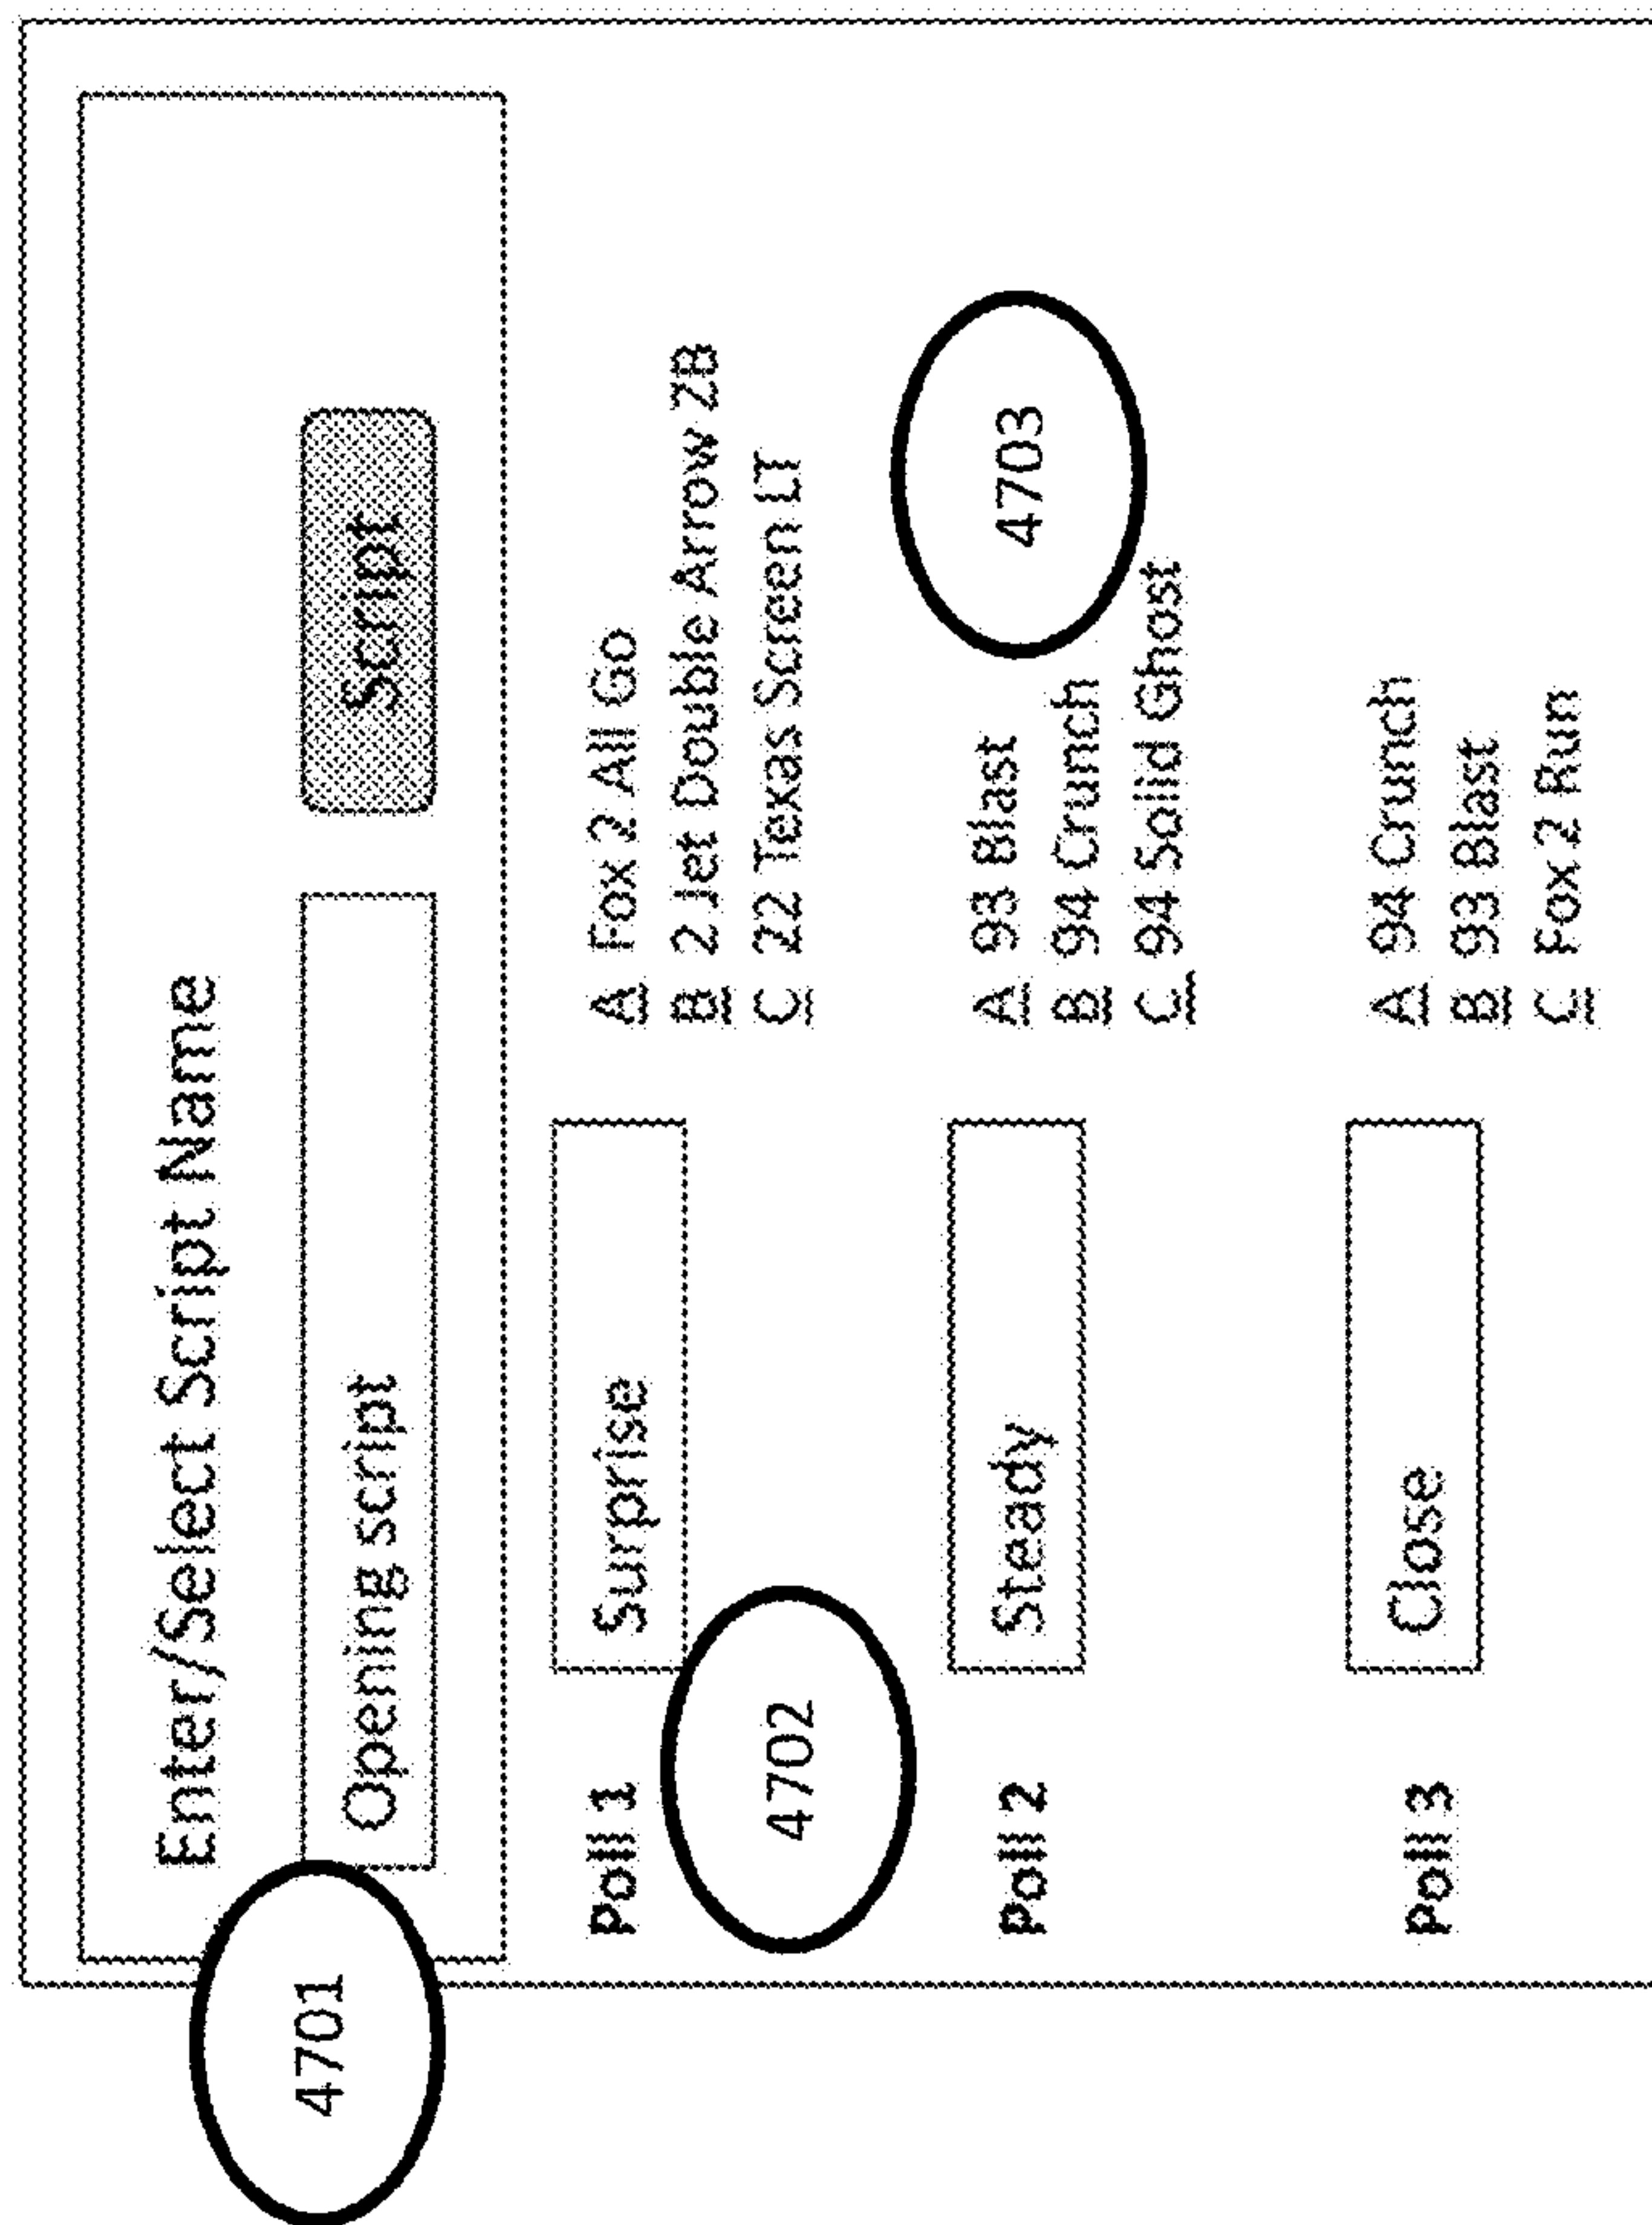 Enter/Select Script Name
4701
Opening script
Script
Poll 1
Surprise
A Fox 2 All Go
B 2 Jet Double Arrow ZB
C 22 Texas Screen LT
4702
4703
Poll 2
Steady
A 93 Blast
B 94 Crunch
C 94 Solid Ghost
Poll 3
Close
A 94 Crunch
B 93 Blast
C Fox 2 Run